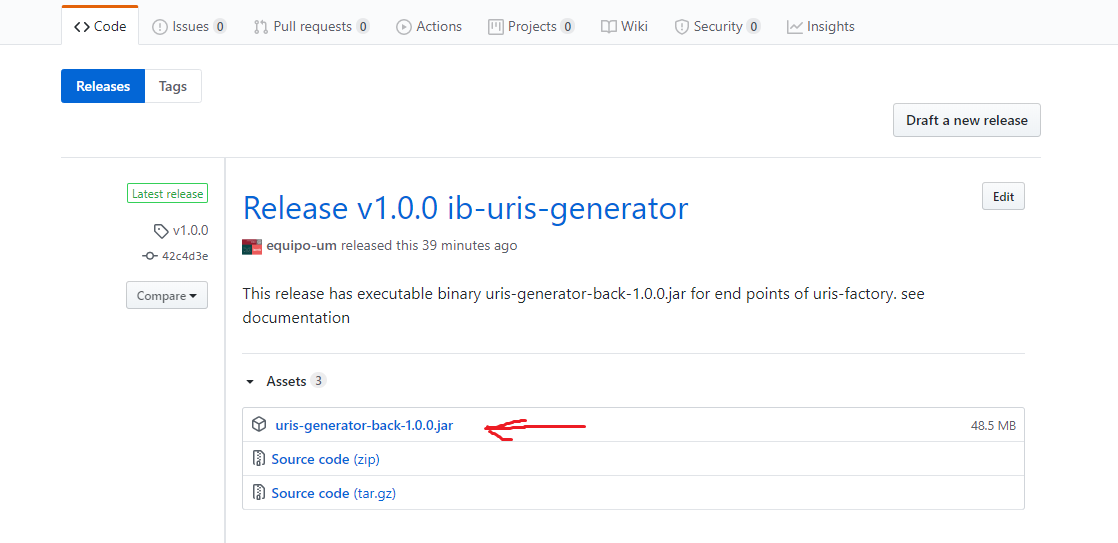 Code Issues 0 Pull requests 0 Actions Projects 0 Wiki Security 0 Insights
Releases Tags
Draft a new release
Latest release
v1.0.0
42c4d3e
Compare
Release v1.0.0 ib-uris-generator
Edit
equipo-um released this 39 minutes ago
This release has executable binary uris-generator-back-1.0.0.jar for end points of uris-factory. see
documentation
Assets 3
uris-generator-back-1.0.0.jar 48.5 MB
Source code (zip)
Source code (tar.gz)